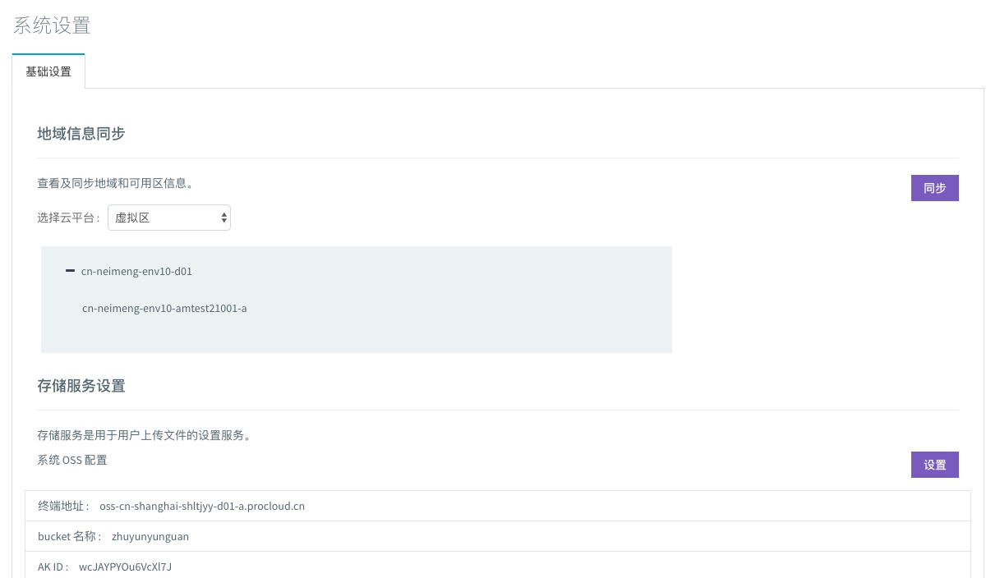 系统设置
基础设置
地域信息同步
查看及同步地域和可用区信息。
同步
选择云平台： 虚拟区
cn-neimeng-env10-d01
cn-neimeng-env10-amtest21001-a
存储服务设置
存储服务是用于用户上传文件的设置服务。
系统 OSS 配置
设置
终端地址： oss-cn-shanghai-shltjyy-d01-a.procloud.cn
bucket 名称： zhuyunyunguan
AK ID： wcJAYPYOu6VcXl7J